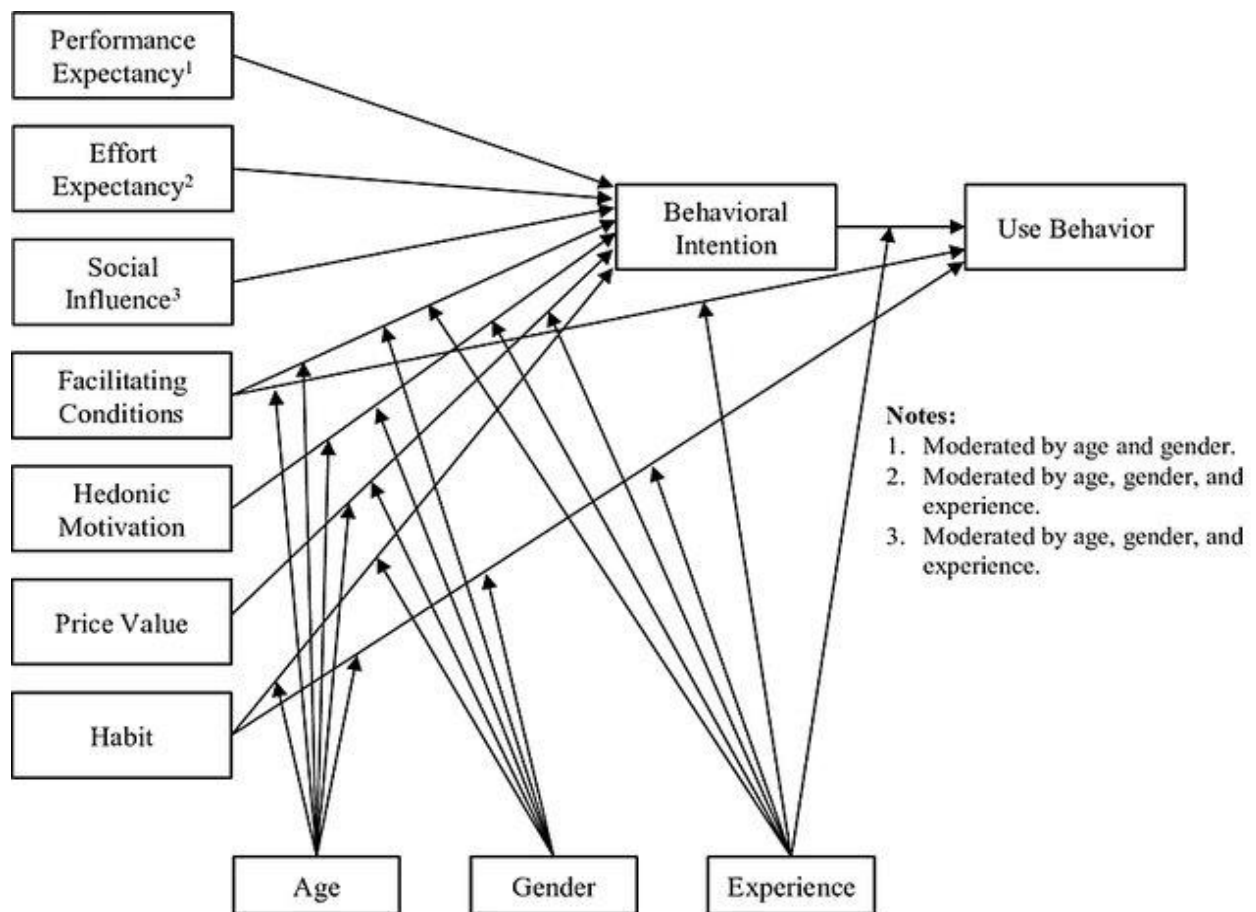 Performance
Expectancy¹
Effort
Expectancy²
Social
Influence³
Facilitating
Conditions
Hedonic
Motivation
Price Value
Habit
Behavioral
Intention
Use Behavior
Notes:
1. Moderated by age and gender.
2. Moderated by age, gender, and
experience.
3. Moderated by age, gender, and
experience.
Age
Gender
Experience